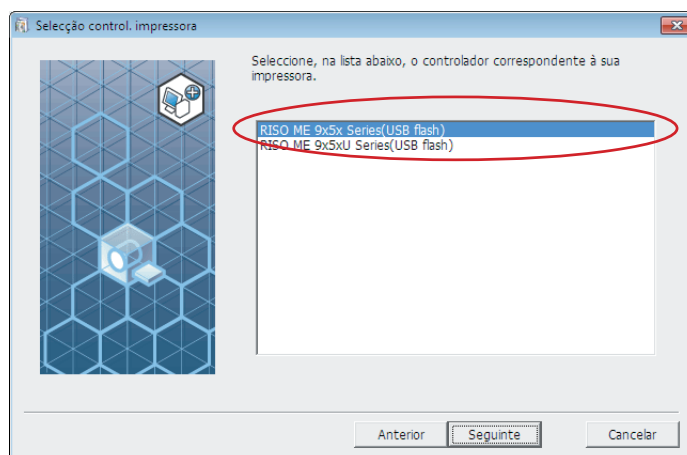 Selecção control. impressora
Seleccione, na lista abaixo, o controlador correspondente à sua
impressora.
RISO ME 9x5x Series(USB flash)
RISO ME 9x5xU Series(USB flash)
Anterior
Seguinte
Cancelar